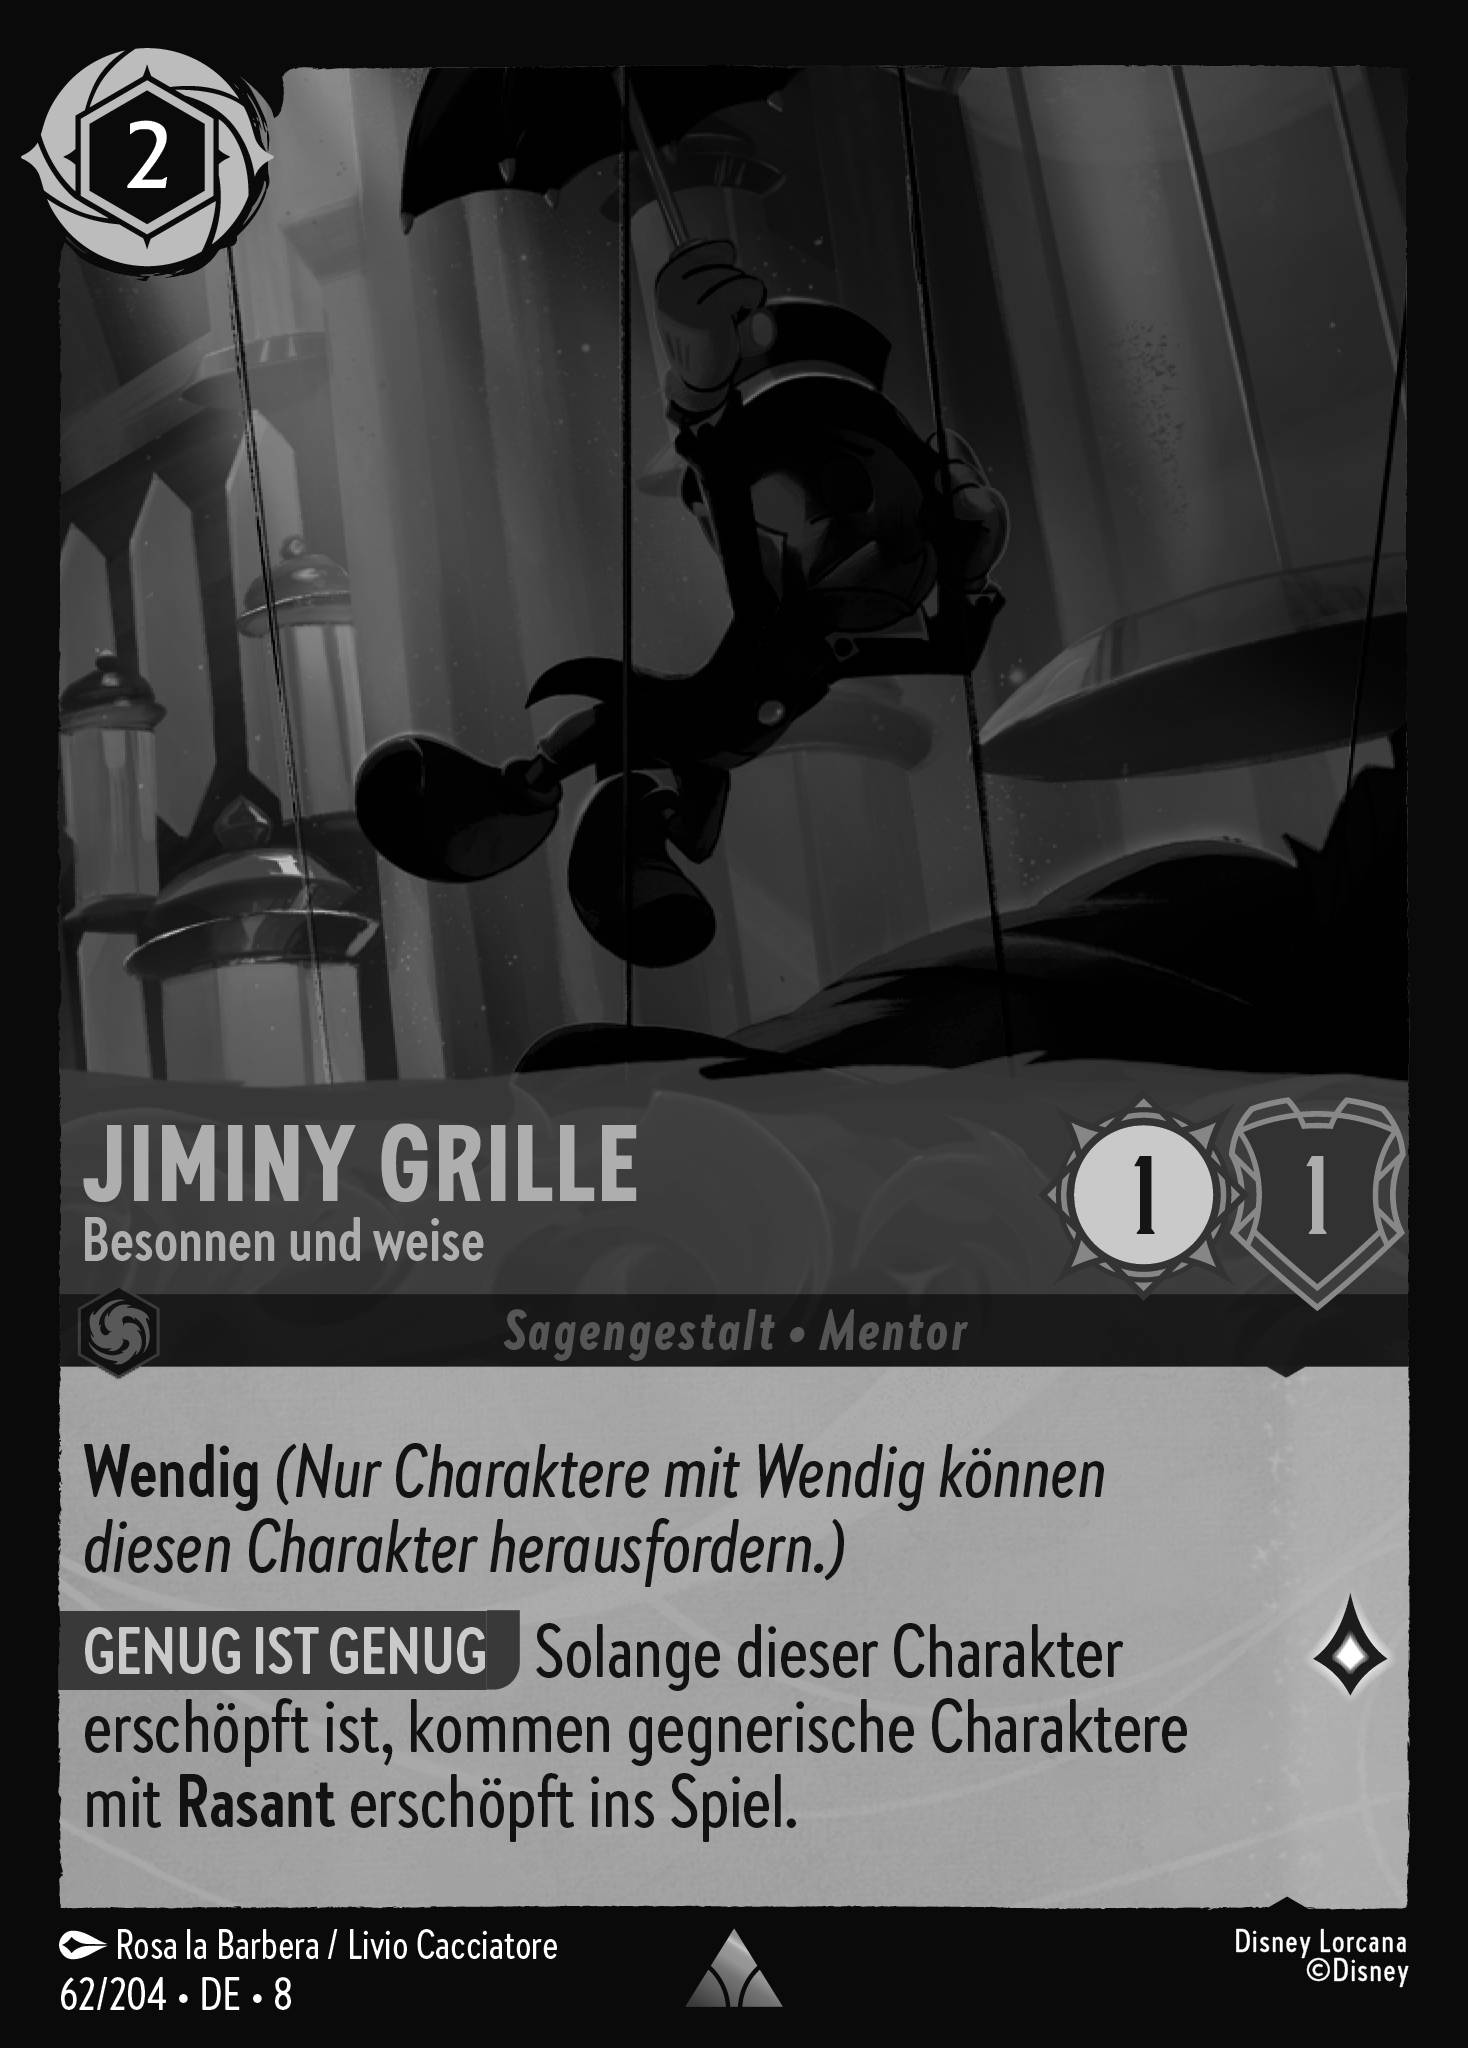 2
JIMINY GRILLE
Besonnen und weise
1
1
Sagengestalt • Mentor
Wendig (Nur Charaktere mit Wendig können
diesen Charakter herausfordern.)
GENUG IST GENUG Solange dieser Charakter
erschöpft ist, kommen gegnerische Charaktere
mit Rasant erschöpft ins Spiel.
Rosa la Barbera / Livio Cacciatore
62/204 • DE • 8
Disney Lorcana
©Disney